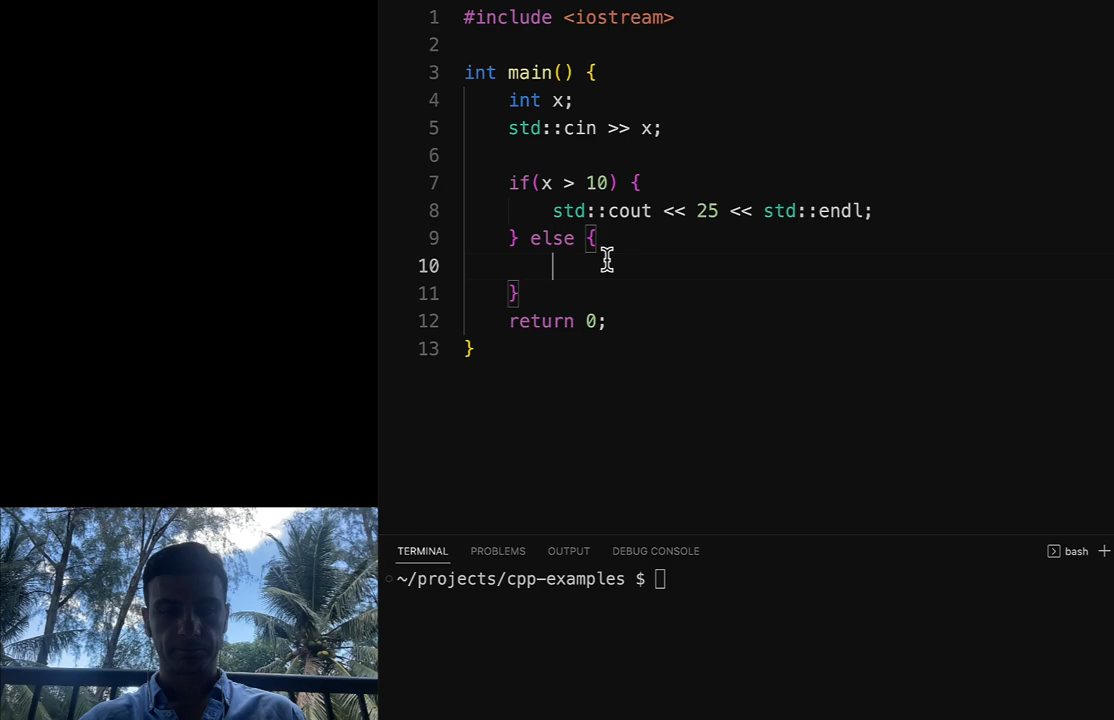 1 #include <iostream>
2
3 int main() {
4 int x;
5 std::cin >> x;
6
7 if(x > 10) {
8 std::cout << 25 << std::endl;
9 } else {
10
11 }
12 return 0;
13 }
TERMINAL PROBLEMS OUTPUT DEBUG CONSOLE bash
~/projects/cpp-examples $